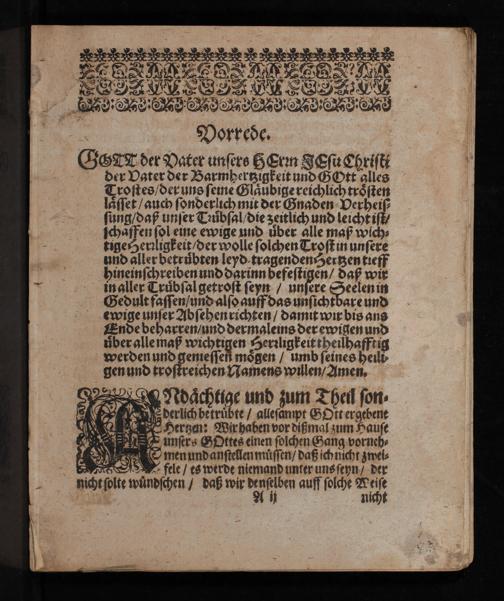 Vorrede.
GOTT der Vater unsers HErrn JEsu Christi
der Vater der Barmhertzigkeit und GOtt alles
Trostes/der uns seine Gläubige reichlich trösten
lässet / auch sonderlich mit der Gnaden-Verheis-
sung/daß unser Trübsal/die zeitlich und leicht ist/
schaffen sol eine ewige und über alle maß wich-
tige Herzligkeit/der wolle solchen Trost in unsere
und aller betrübten leyd-tragenden Hertzen tieff
hineinschreiben und darinn befestigen/ daß wir
in aller Trübsal getrost seyn / unsere Seelen in
Gedult fassen/und also auff das unsichtbare und
ewige unser Absehen richten/ damit wir bis ans
Ende beharren/und dermaleins der ewigen und
über alle maß wichtigen Herzligkeit theilhafftig
werden und geniessen mögen / umb seines heili-
gen und trostreichen Namens willen/Amen.
ANdächtige und zum Theil son-
derlich betrübte / allesampt GOtt ergebene
Hertzen: Wir haben vor dißmal zum Hause
unsers GOttes einen solchen Gang vorneh-
men und anstellen müssen/ daß ich nicht zwei-
fele / es werde niemand unter uns seyn / der
nicht solte wündschen / daß wir denselben auff solche Weise
A ij nicht